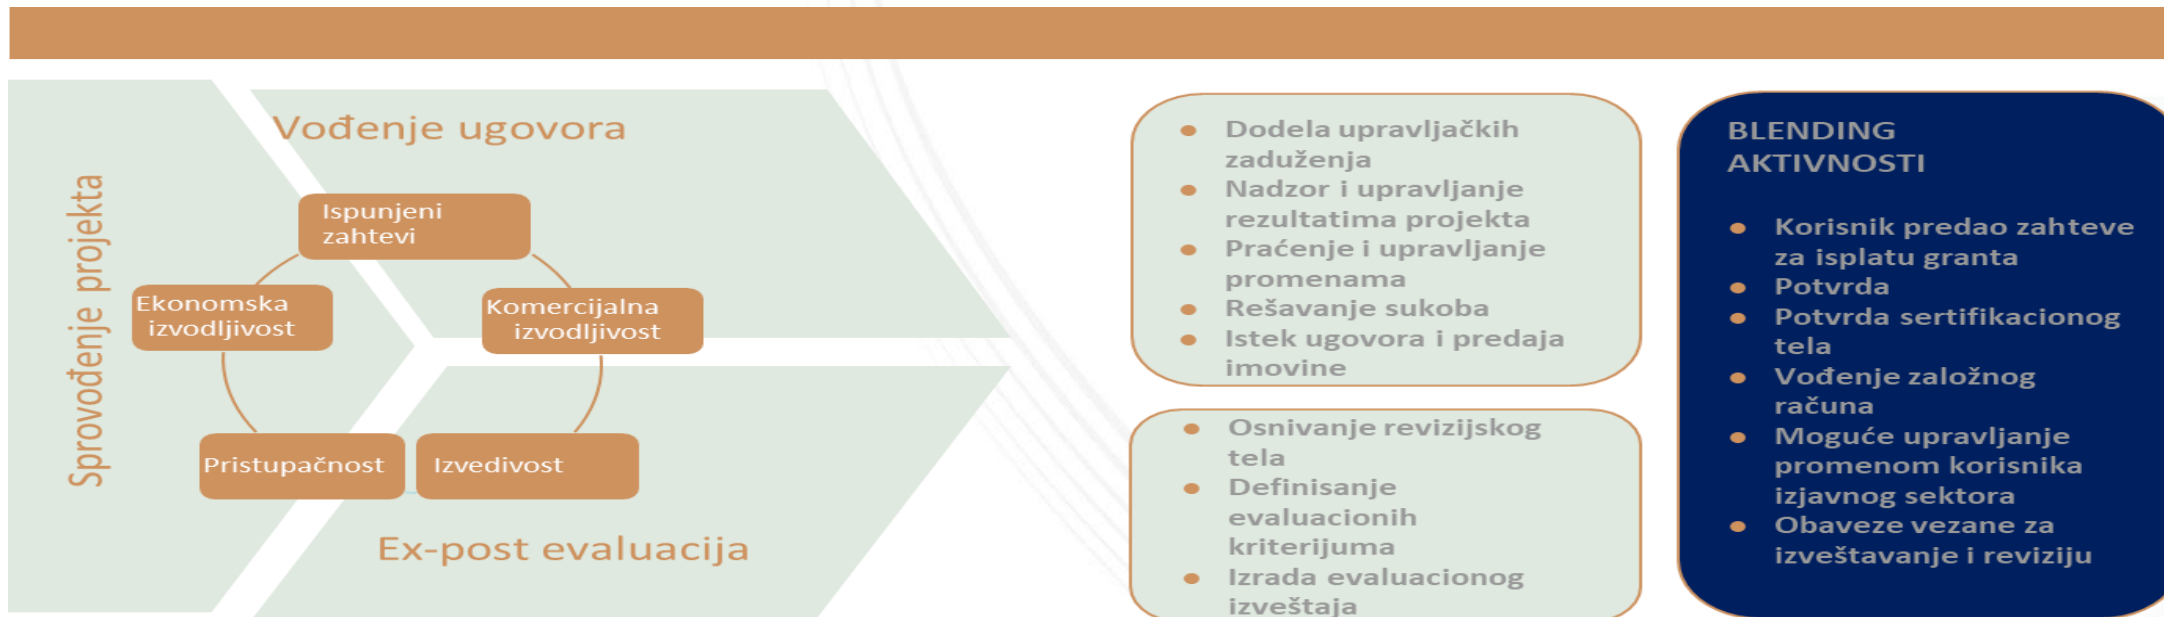 Sprovođenje projekta
Vođenje ugovora
Ispunjeni
zahtevi
Ekonomska
izvodljivost
Komercijalna
izvodljivost
Pristupačnost
Izvedivost
Ex-post evaluacija
• Dodela upravljačkih
zaduženja
• Nadzor i upravljanje
rezultatima projekta
• Praćenje i upravljanje
promenama
• Rešavanje sukoba
• Istek ugovora i predaja
imovine
• Osnivanje revizijskog
tela
• Definisanje
evaluacionih
kriterijuma
• Izrada evaluacionog
izveštaja
BLENDING
AKTIVNOSTI
• Korisnik predao zahteve
za isplatu granta
• Potvrda
• Potvrda sertifikacionog
tela
• Vođenje založnog
računa
• Moguće upravljanje
promenom korisnika
izjavnog sektora
• Obaveze vezane za
izveštavanje i reviziju